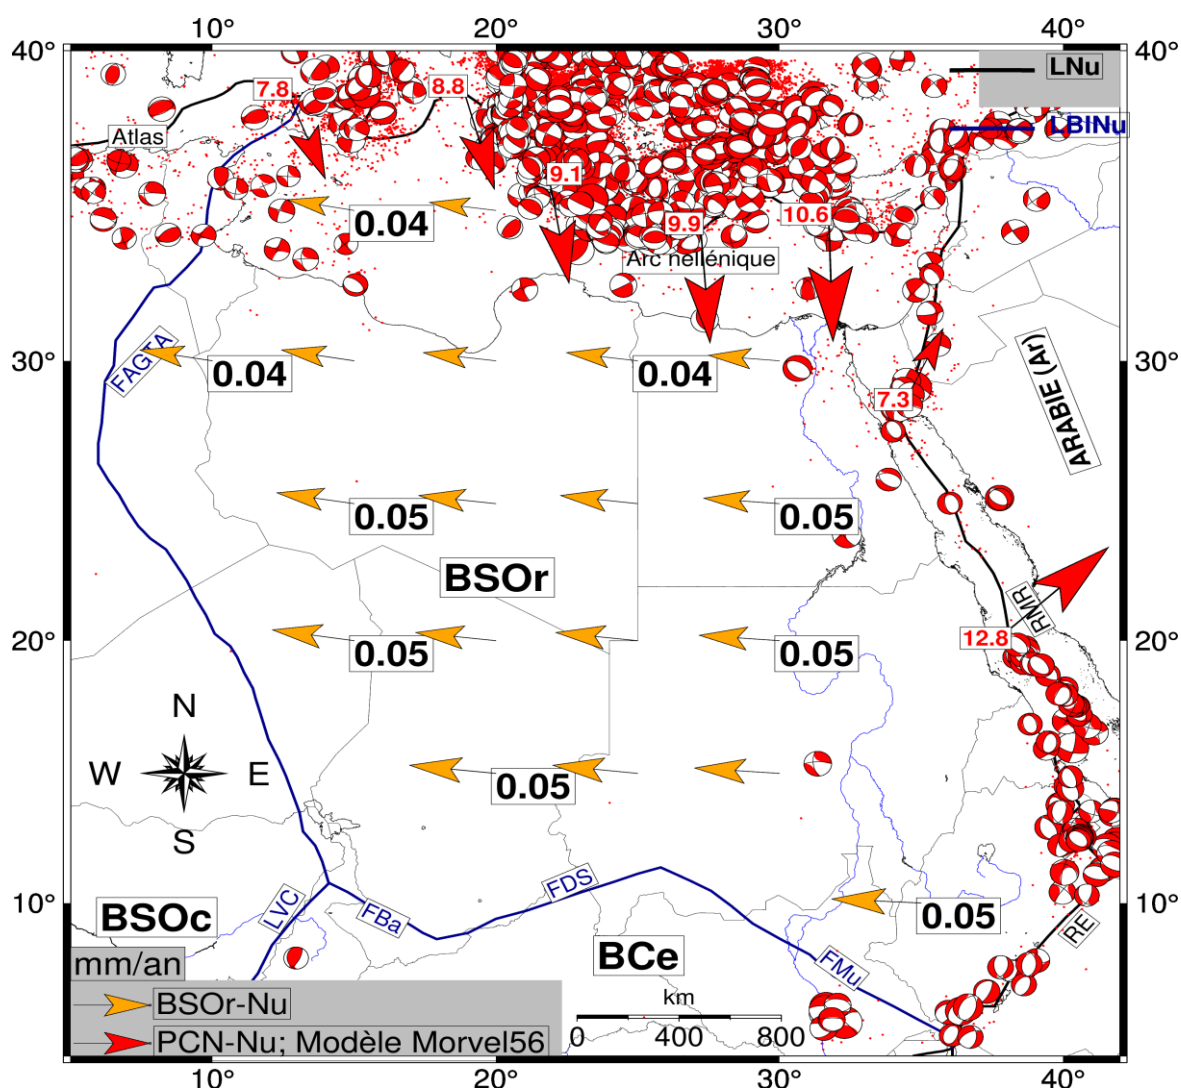 10° 20° 30° 40°
40° 40°
LNu
7.8 8.8
LBINu
Atlas
9.1
10.6
9.9
0.04
Arc nellénique
ARABIE (Ar)
30° 30°
FAGTA
0.04 0.04
7.3
0.05 0.05
BSOr
RMR
12.8
20° 20°
0.05 0.05
N
W E
S
0.05
FDS
LVC
FBa
10° 10°
BSOc
0.05
RE
BCe
FMu
mm/an
BSOr-Nu
km
0 400 800
PCN-Nu; Modèle Morvel56
10° 20° 30° 40°